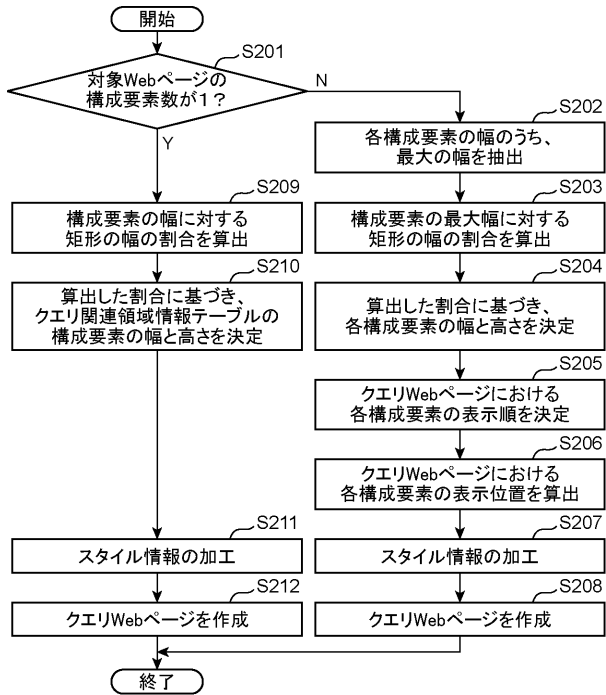 開始
S201
対象Webページの
構成要素数が１？
N
Y
S202
各構成要素の幅のうち、
最大の幅を抽出
S203
構成要素の最大幅に対する
矩形の幅の割合を算出
S204
算出した割合に基づき、
各構成要素の幅と高さを決定
S205
クエリWebページにおける
各構成要素の表示順を決定
S206
クエリWebページにおける
各構成要素の表示位置を算出
S207
スタイル情報の加工
S208
クエリWebページを作成
S209
構成要素の幅に対する
矩形の幅の割合を算出
S210
算出した割合に基づき、
クエリ関連領域情報テーブルの
構成要素の幅と高さを決定
S211
スタイル情報の加工
S212
クエリWebページを作成
終了